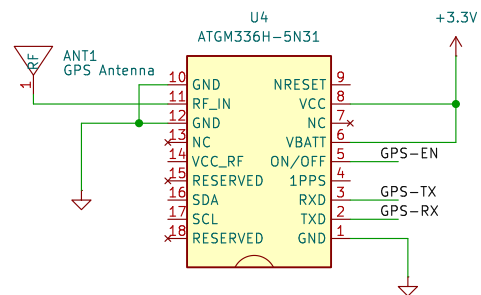 U4
ATGM336H-5N31
+3.3V
RF
1
ANT1
GPS Antenna
10 GND NRESET 9
11 RF_IN VCC 8
12 GND NC 7
13 NC VBATT 6
14 VCC_RF ON/OFF 5 GPS-EN
15 RESERVED 1PPS 4
16 SDA RXD 3 GPS-TX
17 SCL TXD 2 GPS-RX
18 RESERVED GND 1